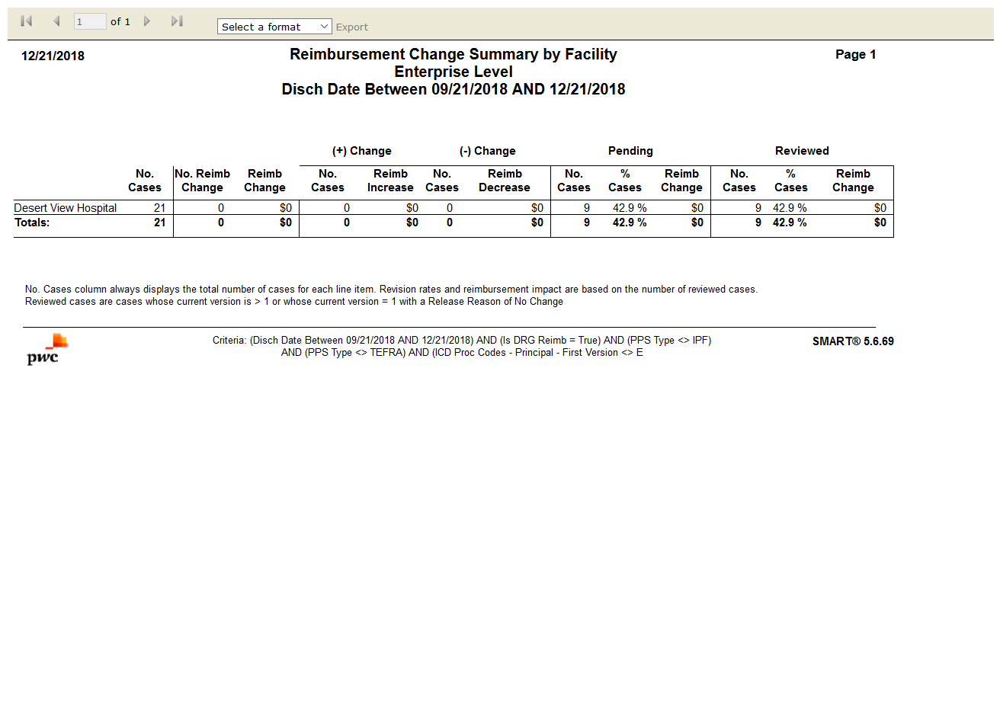 1 of 1 Select a format Export
12/21/2018 Reimbursement Change Summary by Facility Page 1
Enterprise Level
Disch Date Between 09/21/2018 AND 12/21/2018
(+) Change (-) Change Pending Reviewed
No. No. Reimb Reimb No. Reimb No. Reimb No. % Reimb No. % Reimb
Cases Change Change Cases Increase Cases Decrease Cases Cases Change Cases Cases Change
Desert View Hospital 21 0 $0 0 $0 0 $0 9 42.9 % $0 9 42.9 % $0
Totals: 21 0 $0 0 $0 0 $0 9 42.9 % $0 9 42.9 % $0
No. Cases column always displays the total number of cases for each line item. Revision rates and reimbursement impact are based on the number of reviewed cases.
Reviewed cases are cases whose current version is > 1 or whose current version = 1 with a Release Reason of No Change
pwc Criteria: (Disch Date Between 09/21/2018 AND 12/21/2018) AND (Is DRG Reimb = True) AND (PPS Type <> IPF) SMART® 5.6.69
AND (PPS Type <> TEFRA) AND (ICD Proc Codes - Principal - First Version <> E